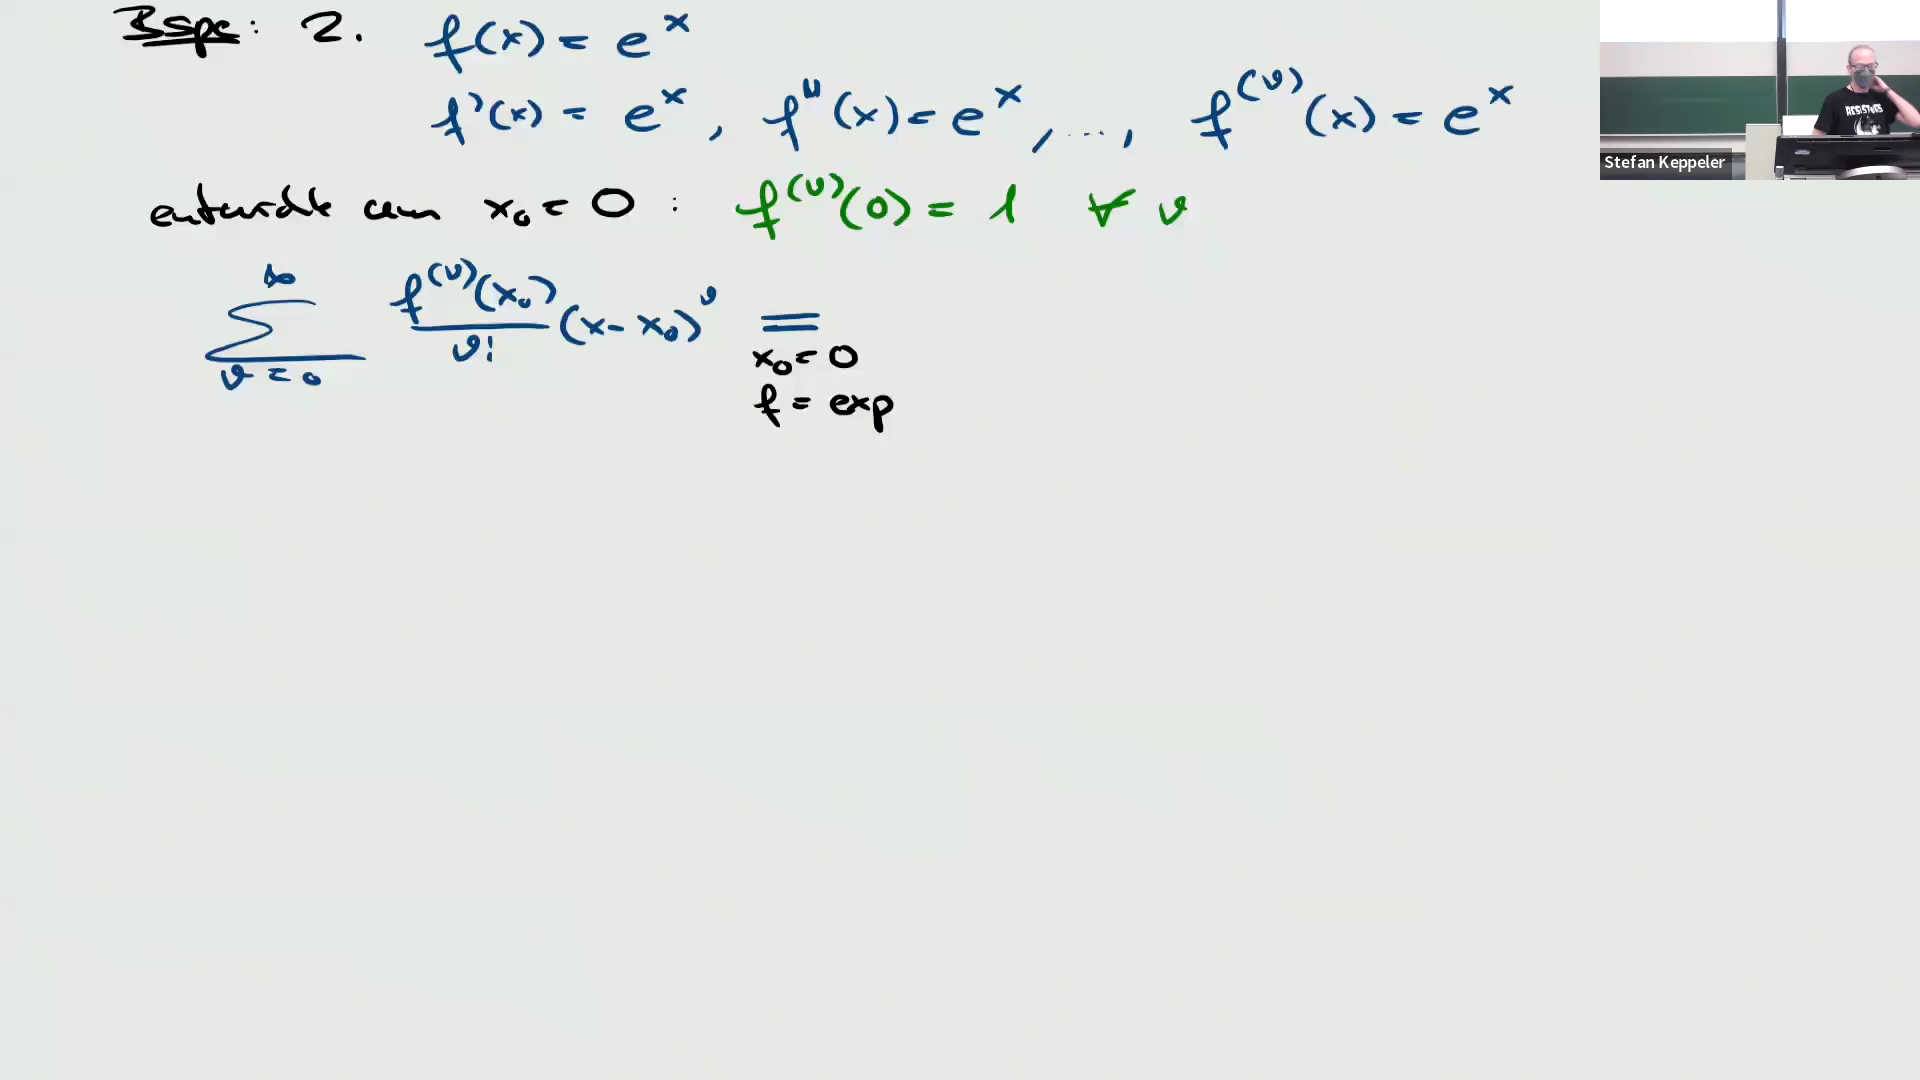 Bspe: 2. f(x) = e^x
f'(x) = e^x, f''(x) = e^x, ..., f^(ν)(x) = e^x
entwickle um x₀ = 0 : f^(ν)(0) = 1 ∀ ν
∑_{ν=0}^∞ f^(ν)(x₀)/ν! (x - x₀)^ν =
x₀ = 0
f = exp
Stefan Keppeler